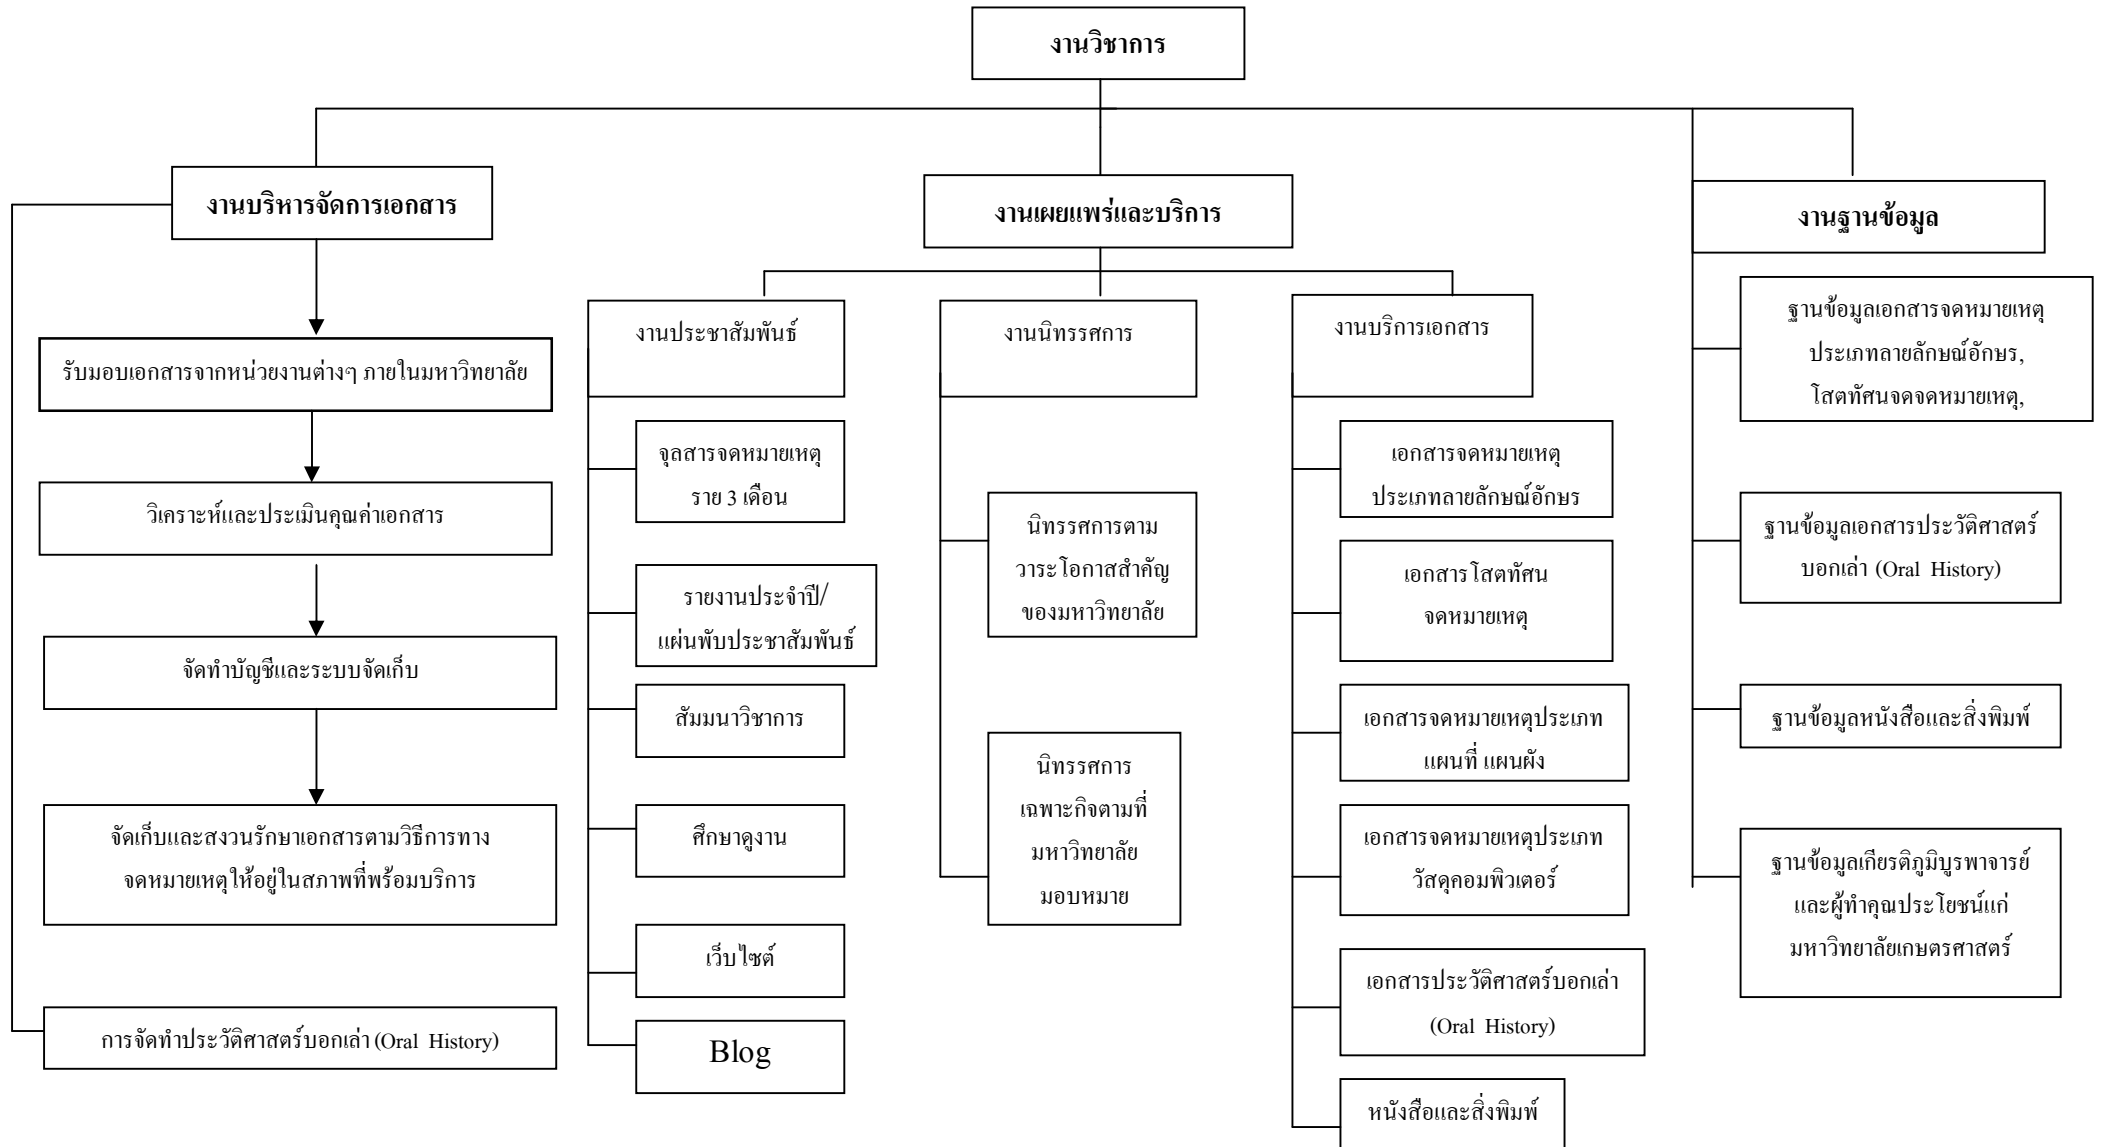 งานวิชาการ
งานบริหารจัดการเอกสาร
รับมอบเอกสารจากหน่วยงานต่างๆ ภายในมหาวิทยาลัย
วิเคราะห์และประเมินคุณค่าเอกสาร
จัดทำบัญชีและระบบจัดเก็บ
จัดเก็บและสงวนรักษาเอกสารตามวิธีการทาง
จดหมายเหตุให้อยู่ในสภาพที่พร้อมบริการ
การจัดทำประวัติศาสตร์บอกเล่า (Oral History)
งานเผยแพร่และบริการ
งานประชาสัมพันธ์
จุลสารจดหมายเหตุ
ราย 3 เดือน
รายงานประจำปี/
แผ่นพับประชาสัมพันธ์
สัมมนาวิชาการ
ศึกษาดูงาน
เว็บไซต์
Blog
งานนิทรรศการ
นิทรรศการตาม
วาระโอกาสสำคัญ
ของมหาวิทยาลัย
นิทรรศการ
เฉพาะกิจตามที่
มหาวิทยาลัย
มอบหมาย
งานบริการเอกสาร
เอกสารจดหมายเหตุ
ประเภทลายลักษณ์อักษร
เอกสารโสตทัศน
จดหมายเหตุ
เอกสารจดหมายเหตุประเภท
แผนที่ แผนผัง
เอกสารจดหมายเหตุประเภท
วัสดุคอมพิวเตอร์
เอกสารประวัติศาสตร์บอกเล่า
(Oral History)
หนังสือและสิ่งพิมพ์
งานฐานข้อมูล
ฐานข้อมูลเอกสารจดหมายเหตุ
ประเภทลายลักษณ์อักษร,
โสตทัศนจดจดหมายเหตุ,
ฐานข้อมูลเอกสารประวัติศาสตร์
บอกเล่า (Oral History)
ฐานข้อมูลหนังสือและสิ่งพิมพ์
ฐานข้อมูลเกียรติภูมิบูรพาจารย์
และผู้ทำคุณประโยชน์แก่
มหาวิทยาลัยเกษตรศาสตร์